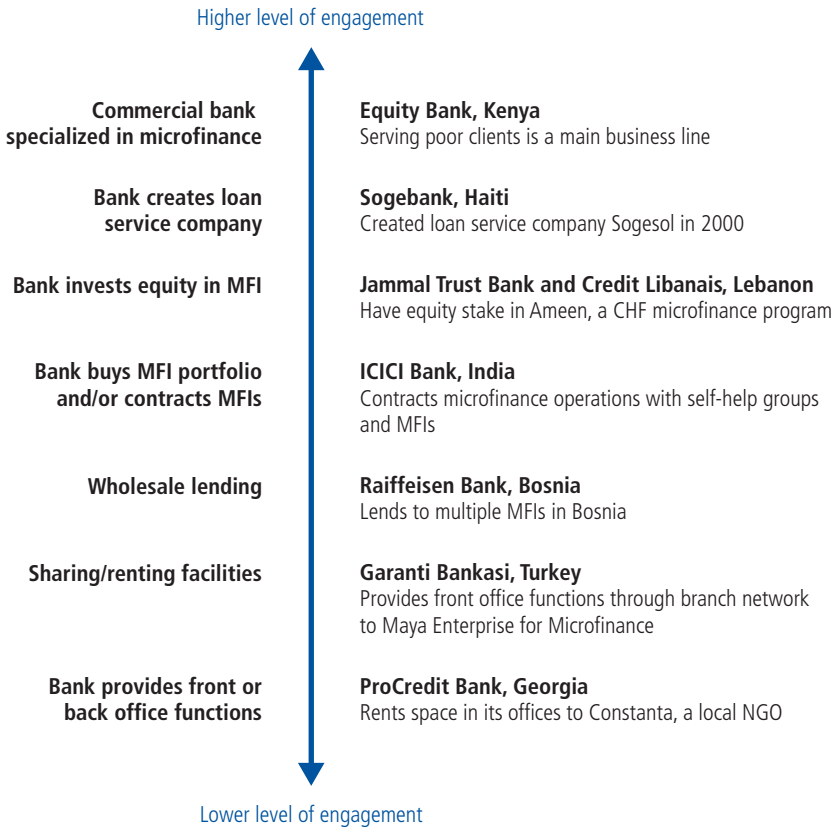 Higher level of engagement
Commercial bank
specialized in microfinance
Equity Bank, Kenya
Serving poor clients is a main business line
Bank creates loan
service company
Sogebank, Haiti
Created loan service company Sogesol in 2000
Bank invests equity in MFI
Jammal Trust Bank and Credit Libanais, Lebanon
Have equity stake in Ameen, a CHF microfinance program
Bank buys MFI portfolio
and/or contracts MFIs
ICICI Bank, India
Contracts microfinance operations with self-help groups
and MFIs
Wholesale lending
Raiffeisen Bank, Bosnia
Lends to multiple MFIs in Bosnia
Sharing/renting facilities
Garanti Bankasi, Turkey
Provides front office functions through branch network
to Maya Enterprise for Microfinance
Bank provides front or
back office functions
ProCredit Bank, Georgia
Rents space in its offices to Constanta, a local NGO
Lower level of engagement